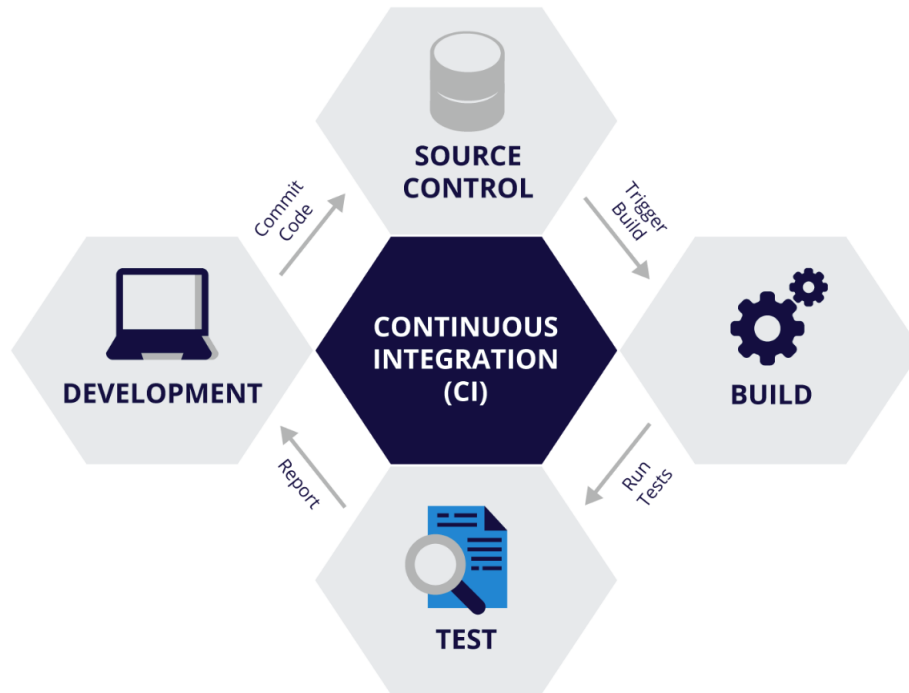 SOURCE
CONTROL
Commit
Code
Trigger
Build
CONTINUOUS
INTEGRATION
(CI)
DEVELOPMENT
BUILD
Report
Run
Tests
TEST